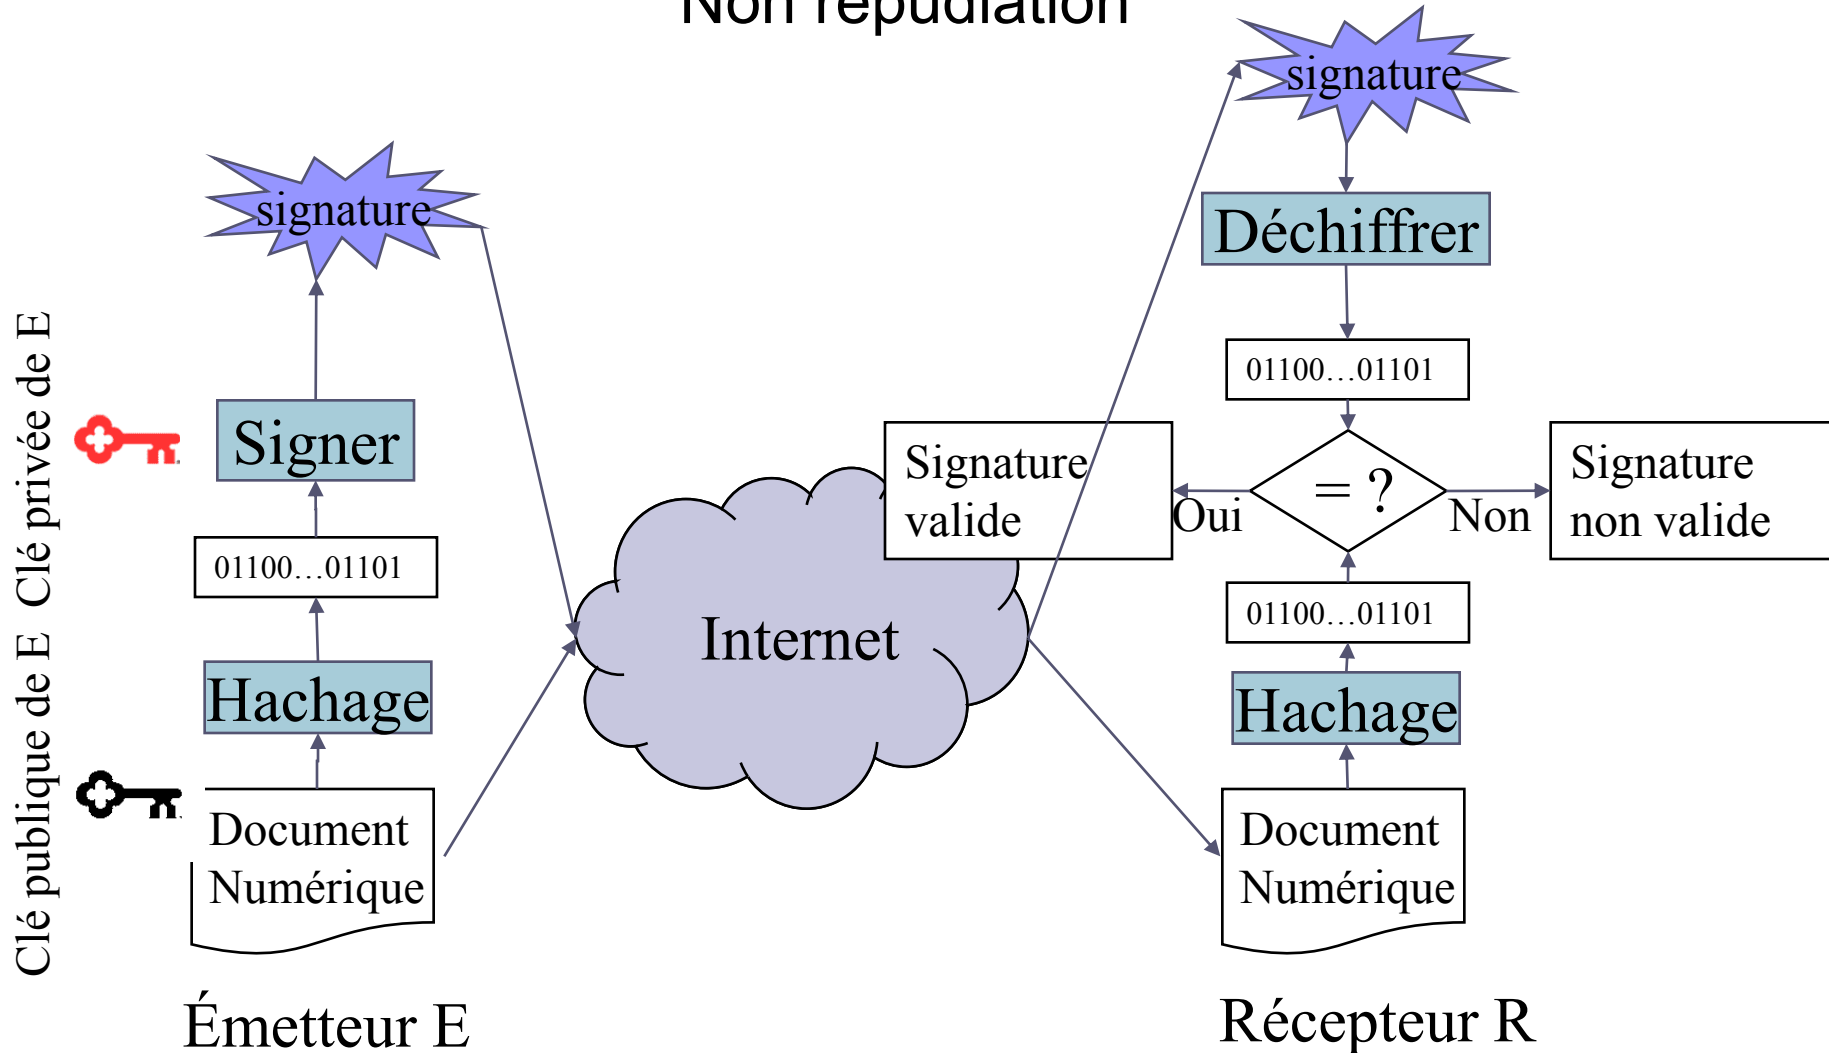 Non répudiation
signature
signature
Déchiffrer
01100…01101
Clé privée de E
Signer
Signature
valide
= ?
Oui
Non
Signature
non valide
01100…01101
01100…01101
Internet
Clé publique de E
Hachage
Hachage
Document
Numérique
Document
Numérique
Émetteur E
Récepteur R